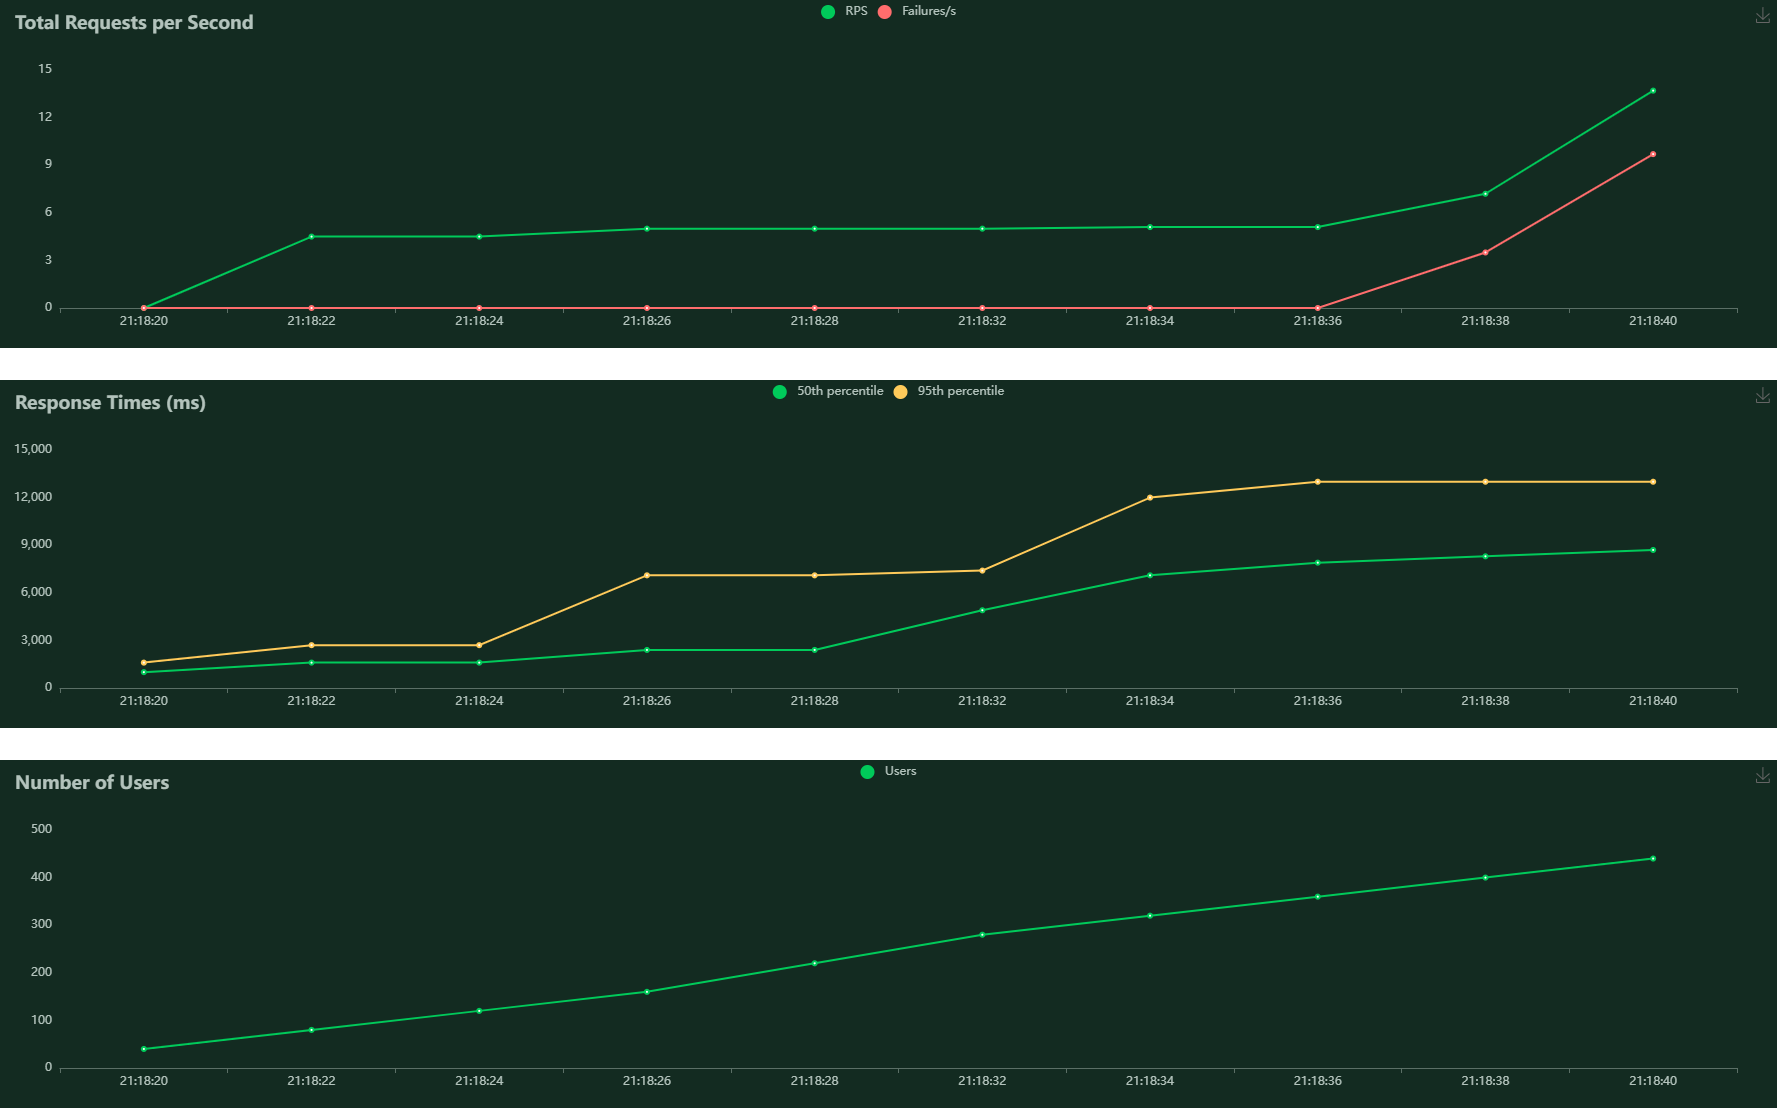 Total Requests per Second
RPS Failures/s
15
12
9
6
3
0
21:18:20 21:18:22 21:18:24 21:18:26 21:18:28 21:18:32 21:18:34 21:18:36 21:18:38 21:18:40
Response Times (ms)
50th percentile 95th percentile
15,000
12,000
9,000
6,000
3,000
0
21:18:20 21:18:22 21:18:24 21:18:26 21:18:28 21:18:32 21:18:34 21:18:36 21:18:38 21:18:40
Number of Users
Users
500
400
300
200
100
0
21:18:20 21:18:22 21:18:24 21:18:26 21:18:28 21:18:32 21:18:34 21:18:36 21:18:38 21:18:40